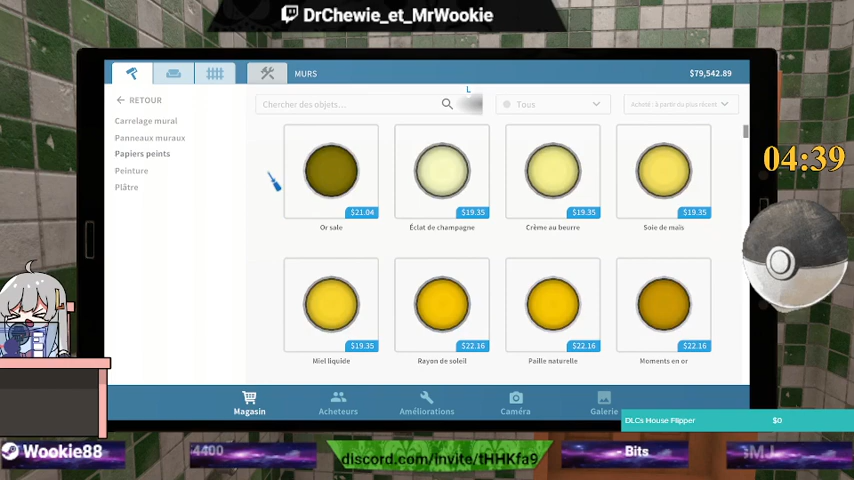 DrChewie_et_MrWookie
MURS
$79,542.89
RETOUR
Chercher des objets...
L
Tous
Acheté : à partir du plus récent
Carrelage mural
Panneaux muraux
Papiers peints
Peinture
Plâtre
04:39
$21.04
$19.35
$19.35
$19.35
Or sale
Éclat de champagne
Crème au beurre
Soie de maïs
$19.35
$22.16
$22.16
$22.16
Miel liquide
Rayon de soleil
Paille naturelle
Moments en or
Magasin
Acheteurs
Améliorations
Caméra
Galerie
DLCs House Flipper
$0
Wookie88
4400
discord.com/invite/tHHKfa9
- Bits